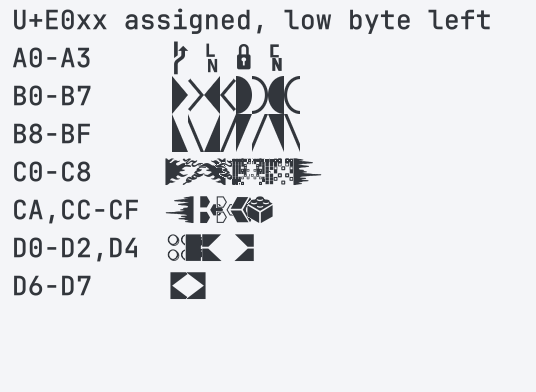 U+E0xx assigned, low byte left
A0-A3
B0-B7
B8-BF
C0-C8
CA,CC-CF
D0-D2,D4
D6-D7